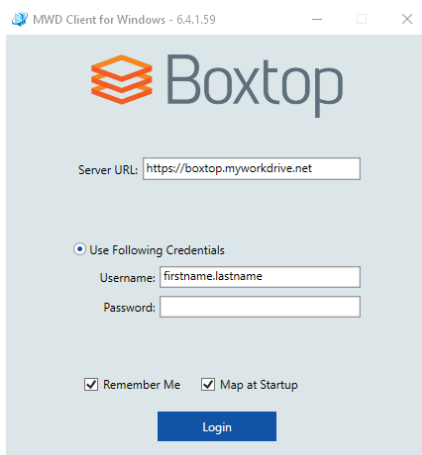 MWD Client for Windows - 6.4.1.59
Boxtop
Server URL: https://boxtop.myworkdrive.net
Use Following Credentials
Username: firstname.lastname
Password:
Remember Me Map at Startup
Login